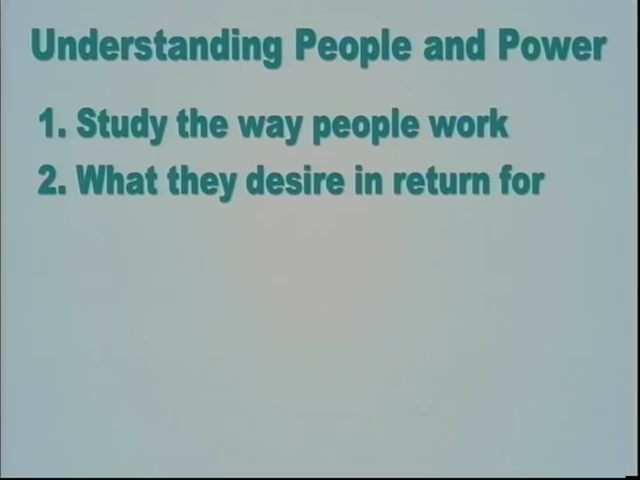 Understanding People and Power
1. Study the way people work
2. What they desire in return for